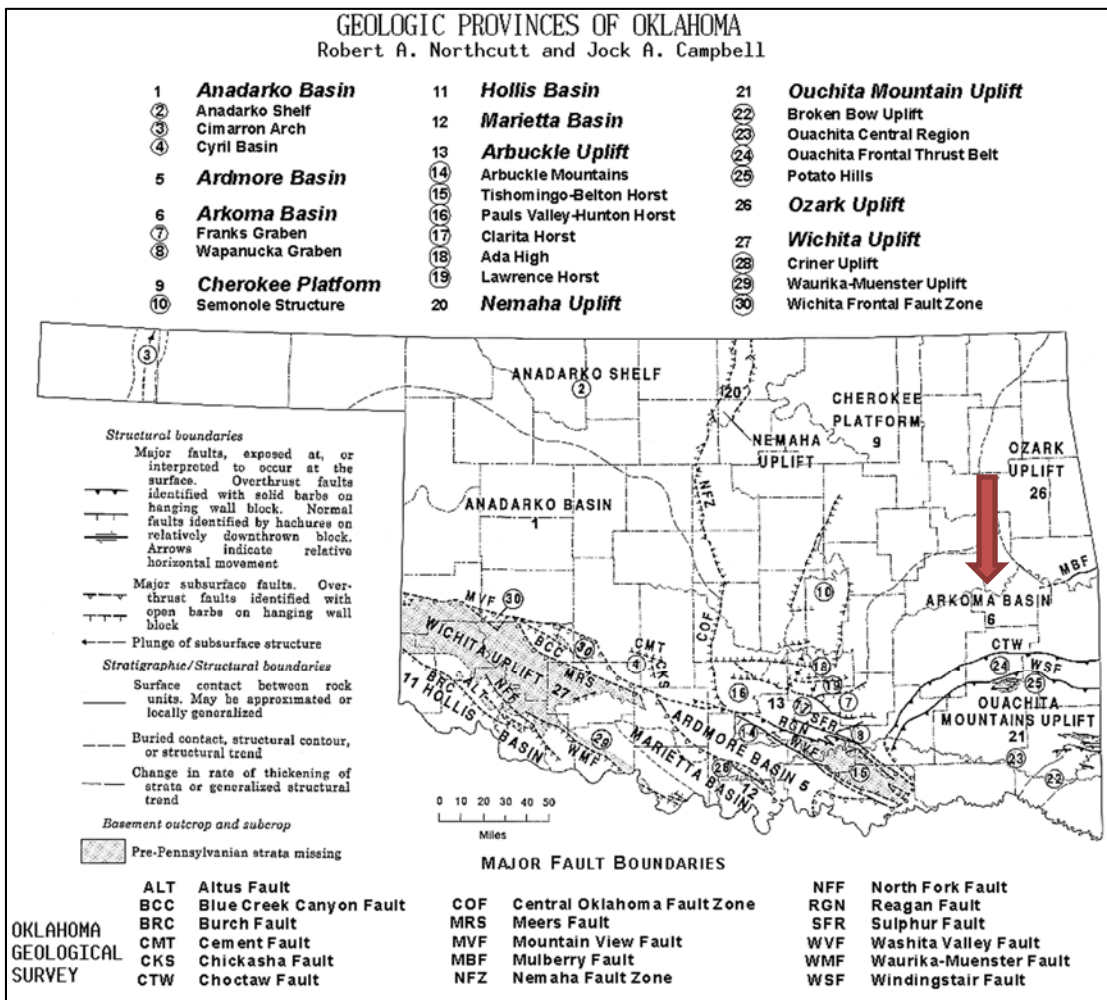 GEOLOGIC PROVINCES OF OKLAHOMA
Robert A. Northcutt and Jock A. Campbell
1 Anadarko Basin
2 Anadarko Shelf
3 Cimarron Arch
4 Cyril Basin
5 Ardmore Basin
6 Arkoma Basin
7 Franks Graben
8 Wapanucka Graben
9 Cherokee Platform
10 Semonole Structure
11 Hollis Basin
12 Marietta Basin
13 Arbuckle Uplift
14 Arbuckle Mountains
15 Tishomingo-Belton Horst
16 Pauls Valley-Hunton Horst
17 Clarita Horst
18 Ada High
19 Lawrence Horst
20 Nemaha Uplift
21 Ouchita Mountain Uplift
22 Broken Bow Uplift
23 Ouachita Central Region
24 Ouachita Frontal Thrust Belt
25 Potato Hills
26 Ozark Uplift
27 Wichita Uplift
28 Criner Uplift
29 Waurika-Muenster Uplift
30 Wichita Frontal Fault Zone
3
ANADARKO SHELF
2
20
NEMAHA
UPLIFT
CHEROKEE
PLATFORM
9
OZARK
UPLIFT
26
NFZ
ANADARKO BASIN
1
10
MBF
ARKOMA BASIN
6
COF
MVF
30
WICHITA UPLIFT
27
BCC
30
MRS
CMT
4
CKS
CTW
24
WSF
25
OUACHITA
MOUNTAINS UPLIFT
21
18
19
16
13
17
7
SFR
RGN
8
14
WVF
15
BRC
ALT
NFF
11 HOLLIS
BASIN
WMF
29
ARDMORE BASIN 5
MARIETTA BASIN
28
12
23
22
Structural boundaries
Major faults, exposed at, or
interpreted to occur at the
surface. Overthrust faults
identified with solid barbs on
hanging wall block. Normal
faults identified by hachures on
relatively downthrown block.
Arrows indicate relative
horizontal movement
Major subsurface faults. Over-
thrust faults identified with
open barbs on hanging wall
block
Plunge of subsurface structure
Stratigraphic/Structural boundaries
Surface contact between rock
units. May be approximated or
locally generalized
Buried contact, structural contour,
or structural trend
Change in rate of thickening of
strata or generalized structural
trend
Basement outcrop and subcrop
Pre-Pennsylvanian strata missing
0 10 20 30 40 50
Miles
MAJOR FAULT BOUNDARIES
ALT Altus Fault
BCC Blue Creek Canyon Fault
BRC Burch Fault
CMT Cement Fault
CKS Chickasha Fault
CTW Choctaw Fault
COF Central Oklahoma Fault Zone
MRS Meers Fault
MVF Mountain View Fault
MBF Mulberry Fault
NFZ Nemaha Fault Zone
NFF North Fork Fault
RGN Reagan Fault
SFR Sulphur Fault
WVF Washita Valley Fault
WMF Waurika-Muenster Fault
WSF Windingstair Fault
OKLAHOMA
GEOLOGICAL
SURVEY